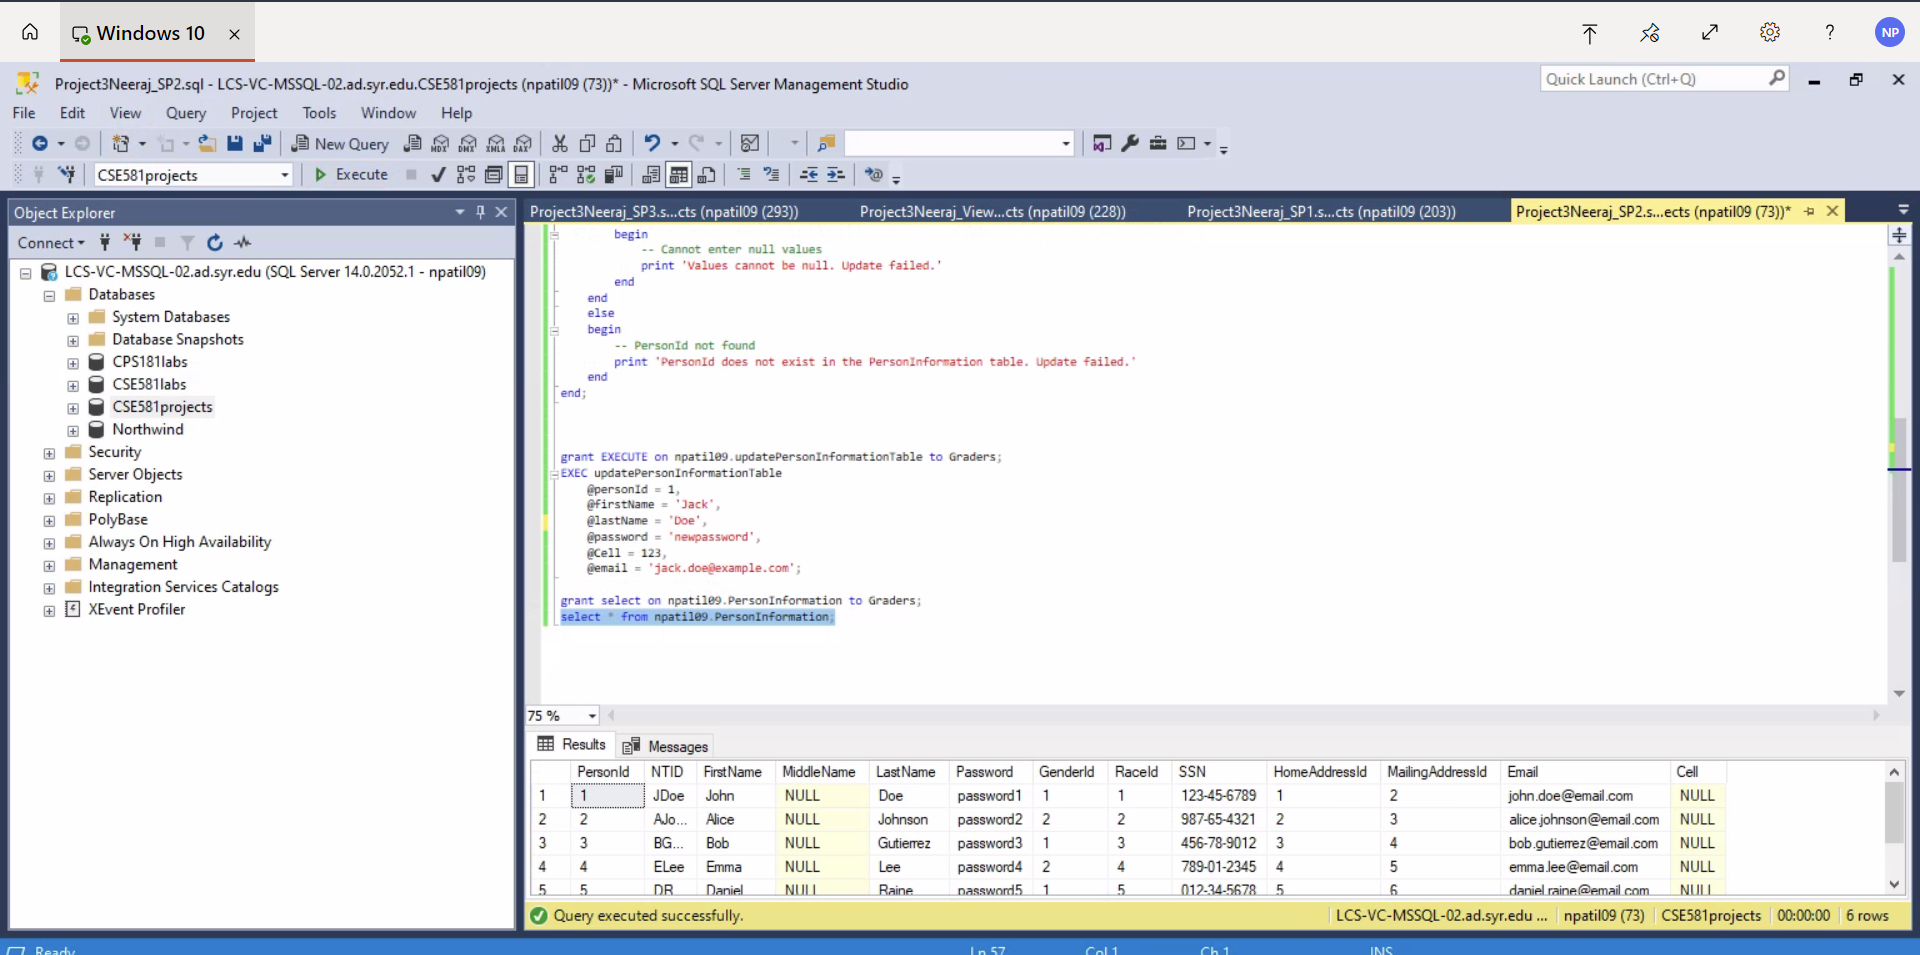 Windows 10
NP
Project3Neeraj_SP2.sql - LCS-VC-MSSQL-02.ad.syr.edu.CSE581projects (npatil09 (73))* - Microsoft SQL Server Management Studio
Quick Launch (Ctrl+Q)
File Edit View Query Project Tools Window Help
New Query MDX DMX XMLA DAX
CSE581projects Execute
Object Explorer
Project3Neeraj_SP3.s...cts (npatil09 (293)) Project3Neeraj_View...cts (npatil09 (228)) Project3Neeraj_SP1.s...cts (npatil09 (203)) Project3Neeraj_SP2.s...ects (npatil09 (73))*
Connect
LCS-VC-MSSQL-02.ad.syr.edu (SQL Server 14.0.2052.1 - npatil09)
Databases
System Databases
Database Snapshots
CPS181labs
CSE581labs
CSE581projects
Northwind
Security
Server Objects
Replication
PolyBase
Always On High Availability
Management
Integration Services Catalogs
XEvent Profiler
begin
-- Cannot enter null values
print 'Values cannot be null. Update failed.'
end
end
else
begin
-- PersonId not found
print 'PersonId does not exist in the PersonInformation table. Update failed.'
end
end;
grant EXECUTE on npatil09.updatePersonInformationTable to Graders;
EXEC updatePersonInformationTable
@personId = 1,
@firstName = 'Jack',
@lastName = 'Doe',
@password = 'newpassword',
@Cell = 123,
@email = 'jack.doe@example.com';
grant select on npatil09.PersonInformation to Graders;
select * from npatil09.PersonInformation;
75 %
Results Messages
PersonId NTID FirstName MiddleName LastName Password GenderId RaceId SSN HomeAddressId MailingAddressId Email Cell
1 1 JDoe John NULL Doe password1 1 1 123-45-6789 1 2 john.doe@email.com NULL
2 2 AJo... Alice NULL Johnson password2 2 2 987-65-4321 2 3 alice.johnson@email.com NULL
3 3 BG... Bob NULL Gutierrez password3 1 3 456-78-9012 3 4 bob.gutierrez@email.com NULL
4 4 ELee Emma NULL Lee password4 2 4 789-01-2345 4 5 emma.lee@email.com NULL
5 5 DR Daniel NULL Raine password5 1 5 012-34-5678 5 6 daniel.raine@email.com NULL
Query executed successfully. LCS-VC-MSSQL-02.ad.syr.edu ... npatil09 (73) CSE581projects 00:00:00 6 rows
Ready Ln 57 Col 1 Ch 1 INS